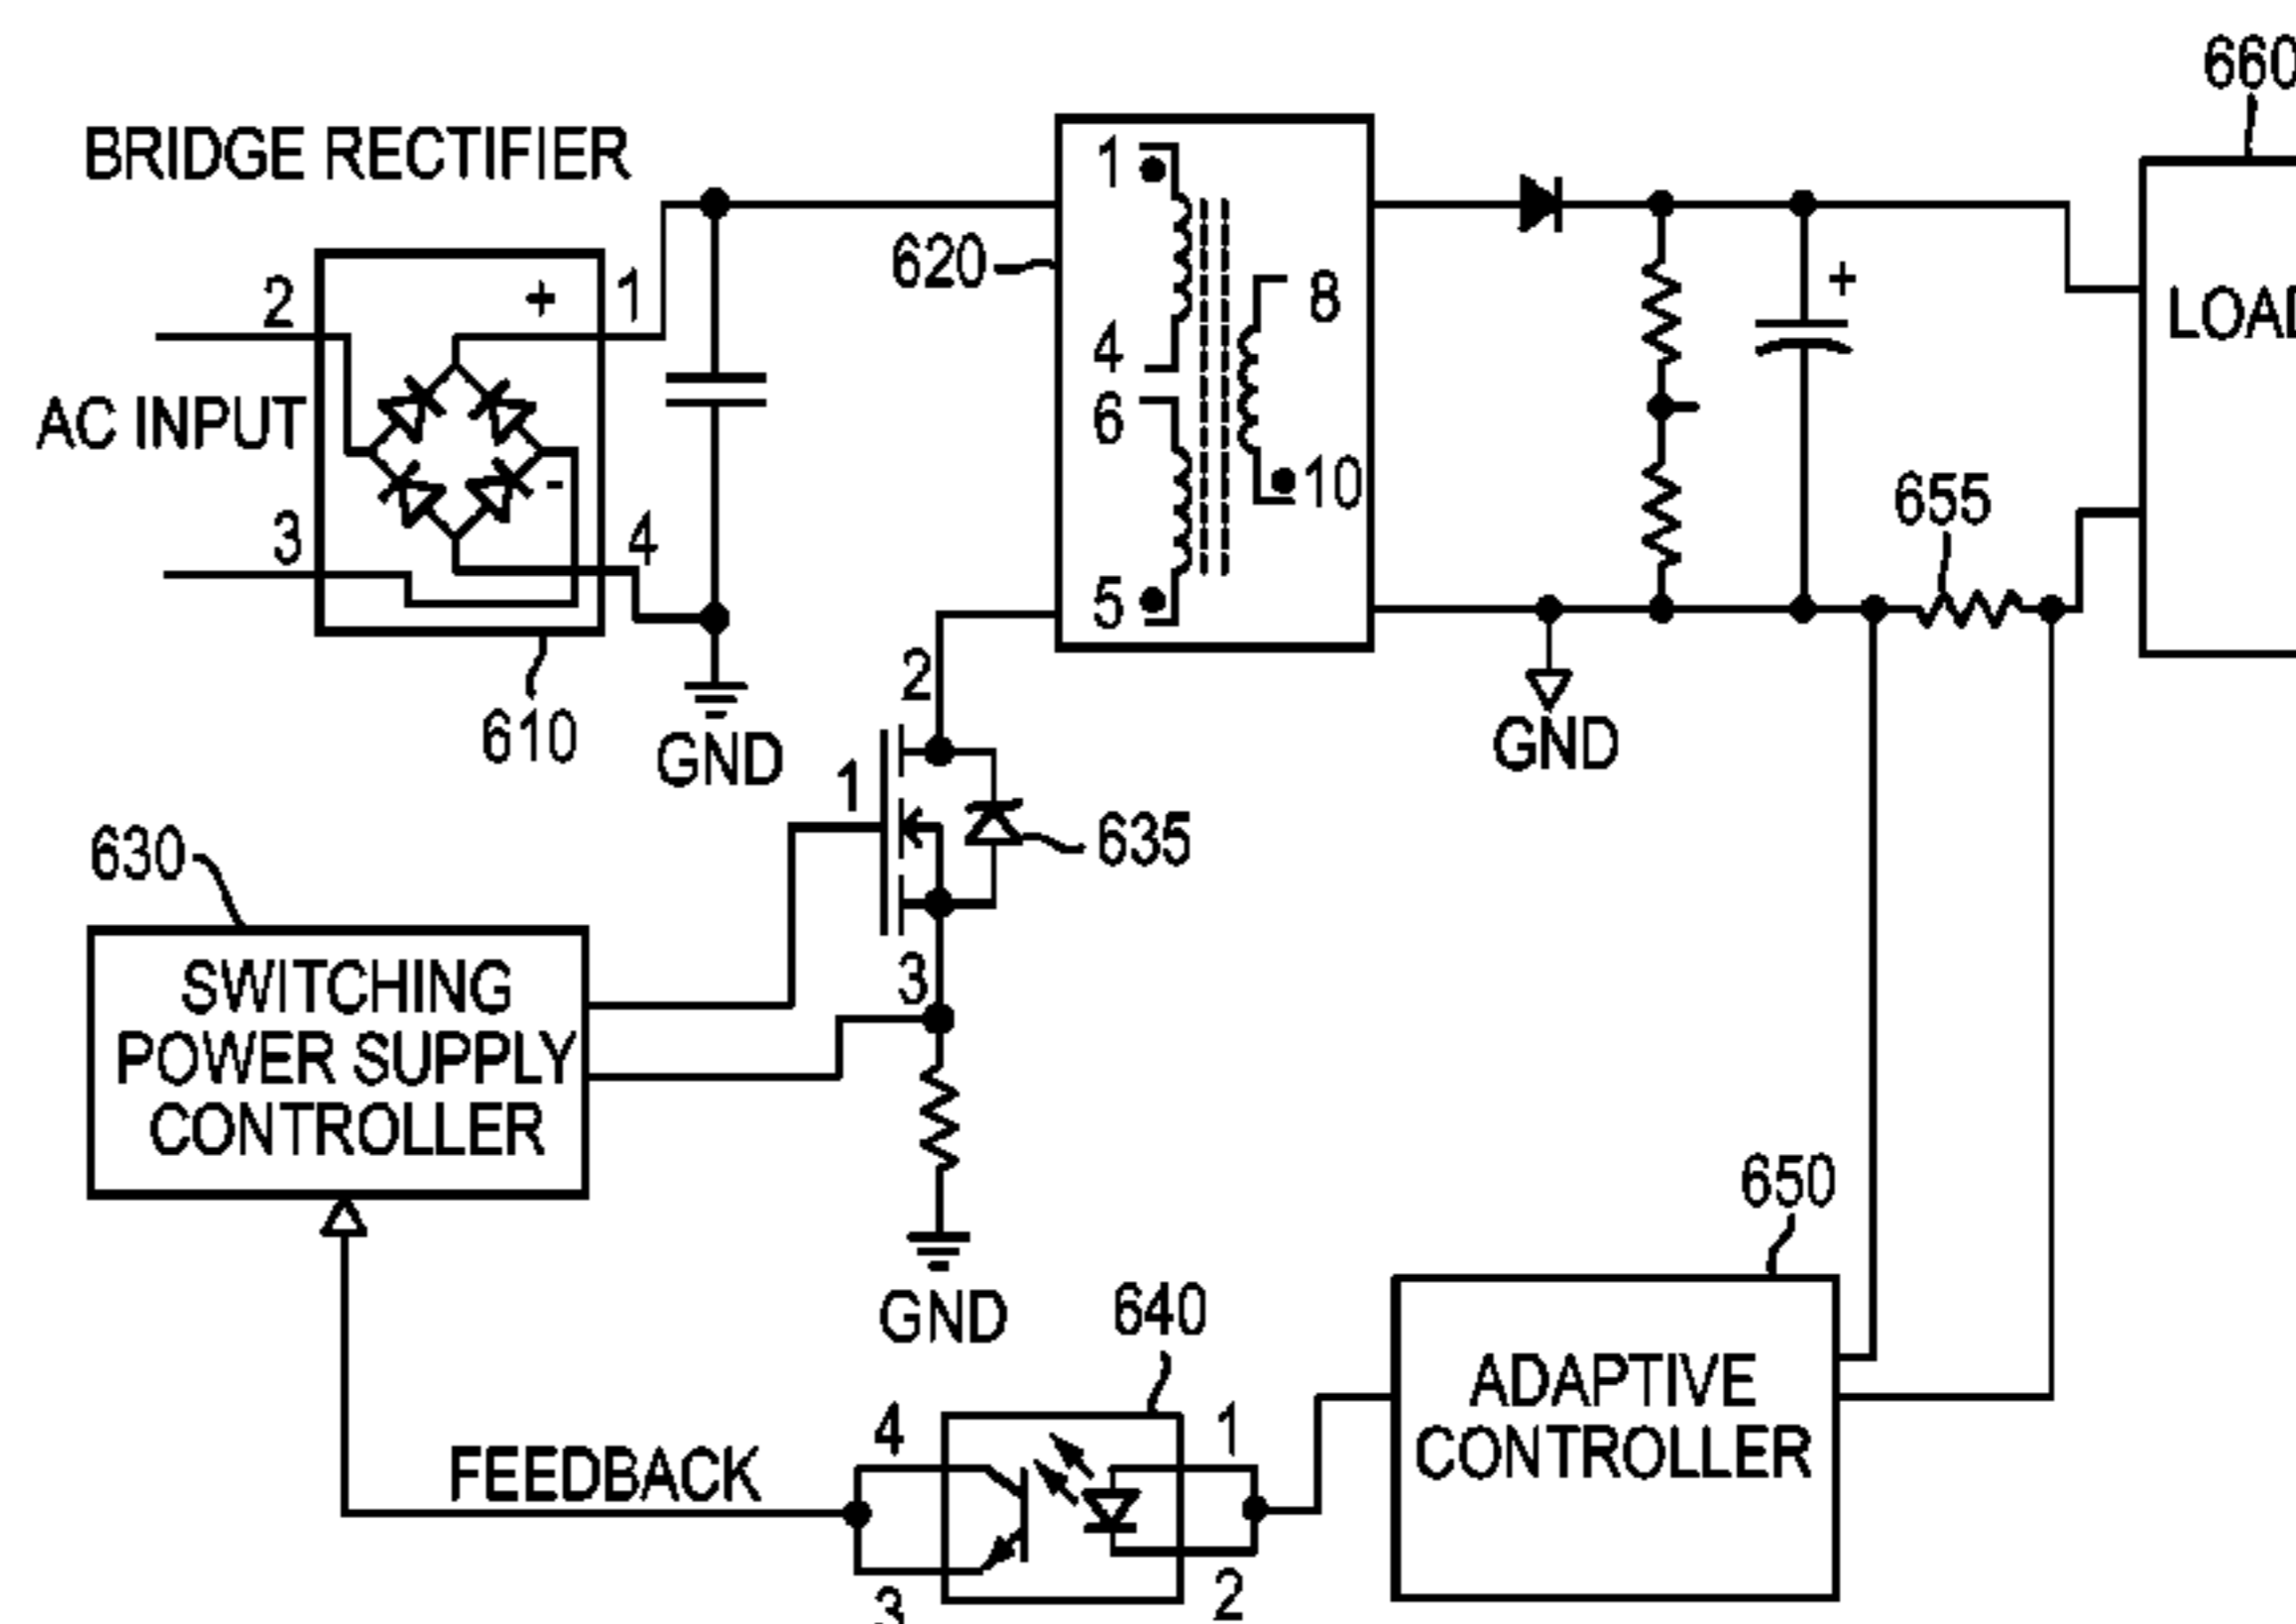 660
BRIDGE RECTIFIER
1
620
2
+
1
8
+
LOAD
4
AC INPUT
6
-
10
655
3
4
5
2
610
GND
GND
1
630
635
SWITCHING
POWER SUPPLY
CONTROLLER
3
650
GND
640
ADAPTIVE
CONTROLLER
4
1
FEEDBACK
3
2